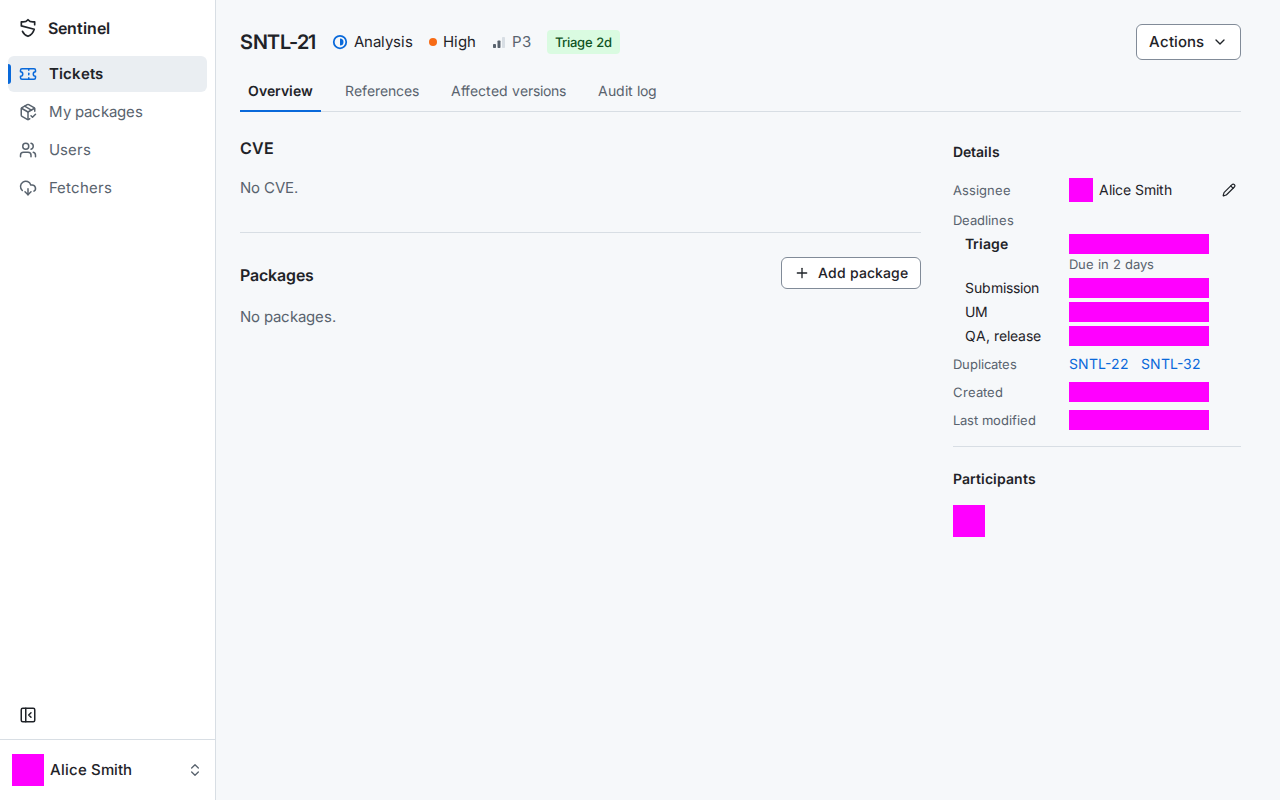 Sentinel
Tickets
My packages
Users
Fetchers
Alice Smith
SNTL-21 Analysis High P3 Triage 2d
Actions
Overview References Affected versions Audit log
CVE
No CVE.
Packages
Add package
No packages.
Details
Assignee Alice Smith
Deadlines
Triage
Due in 2 days
Submission
UM
QA, release
Duplicates SNTL-22 SNTL-32
Created
Last modified
Participants